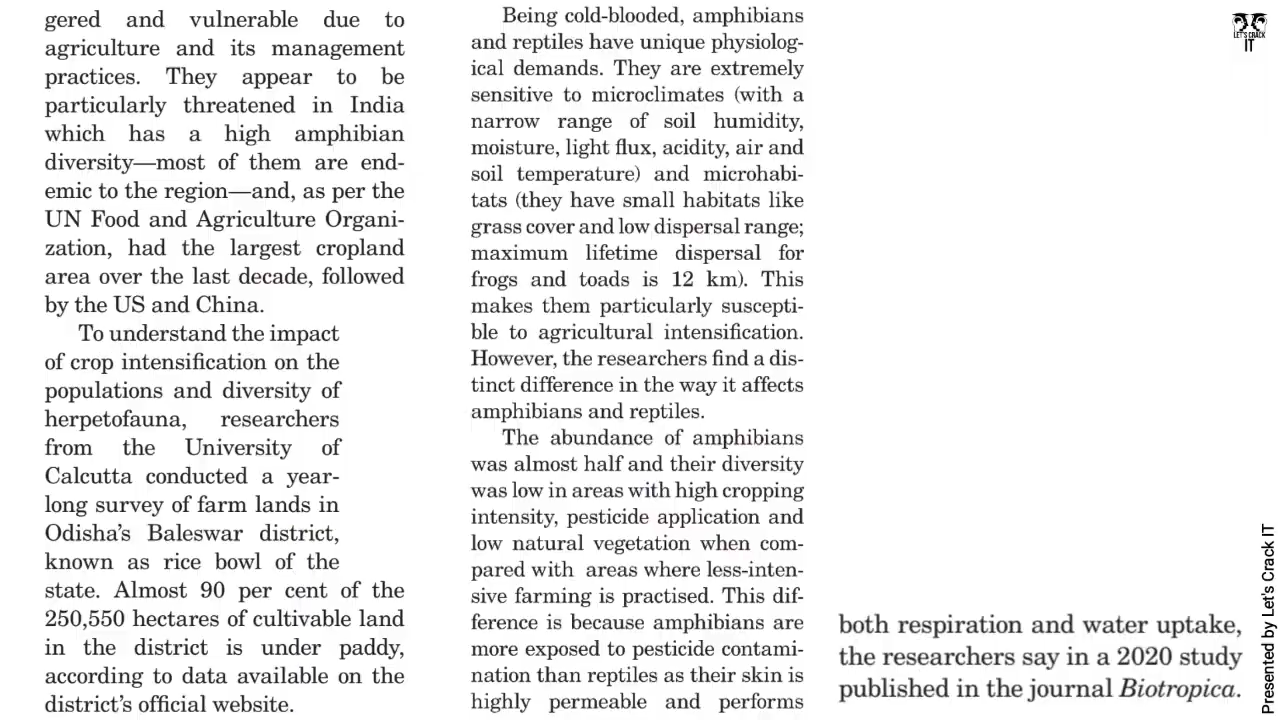 gered and vulnerable due to
agriculture and its management
practices. They appear to be
particularly threatened in India
which has a high amphibian
diversity—most of them are end-
emic to the region—and, as per the
UN Food and Agriculture Organi-
zation, had the largest cropland
area over the last decade, followed
by the US and China.
To understand the impact
of crop intensification on the
populations and diversity of
herpetofauna, researchers
from the University of
Calcutta conducted a year-
long survey of farm lands in
Odisha's Baleswar district,
known as rice bowl of the
state. Almost 90 per cent of the
250,550 hectares of cultivable land
in the district is under paddy,
according to data available on the
district's official website.
Being cold-blooded, amphibians
and reptiles have unique physiolog-
ical demands. They are extremely
sensitive to microclimates (with a
narrow range of soil humidity,
moisture, light flux, acidity, air and
soil temperature) and microhabi-
tats (they have small habitats like
grass cover and low dispersal range;
maximum lifetime dispersal for
frogs and toads is 12 km). This
makes them particularly suscepti-
ble to agricultural intensification.
However, the researchers find a dis-
tinct difference in the way it affects
amphibians and reptiles.
The abundance of amphibians
was almost half and their diversity
was low in areas with high cropping
intensity, pesticide application and
low natural vegetation when com-
pared with areas where less-inten-
sive farming is practised. This dif-
ference is because amphibians are
more exposed to pesticide contami-
nation than reptiles as their skin is
highly permeable and performs
both respiration and water uptake,
the researchers say in a 2020 study
published in the journal Biotropica.
LET'S CRACK
IT
Presented by Let's Crack IT